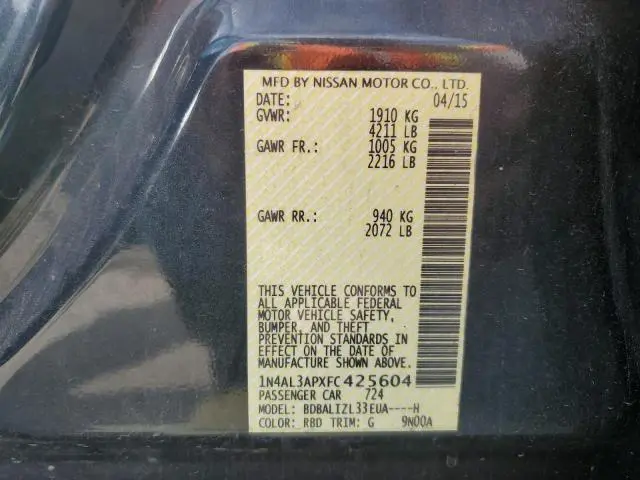 MFD BY NISSAN MOTOR CO., LTD.
DATE: 04/15
GVWR: 1910 KG
4211 LB
GAWR FR.: 1005 KG
2216 LB
GAWR RR.: 940 KG
2072 LB
THIS VEHICLE CONFORMS TO
ALL APPLICABLE FEDERAL
MOTOR VEHICLE SAFETY,
BUMPER, AND THEFT
PREVENTION STANDARDS IN
EFFECT ON THE DATE OF
MANUFACTURE SHOWN ABOVE.
1N4AL3APXFC425604
PASSENGER CAR 724
MODEL: BDBALIZL33EUA----H
COLOR: RBD TRIM: G 9N00A